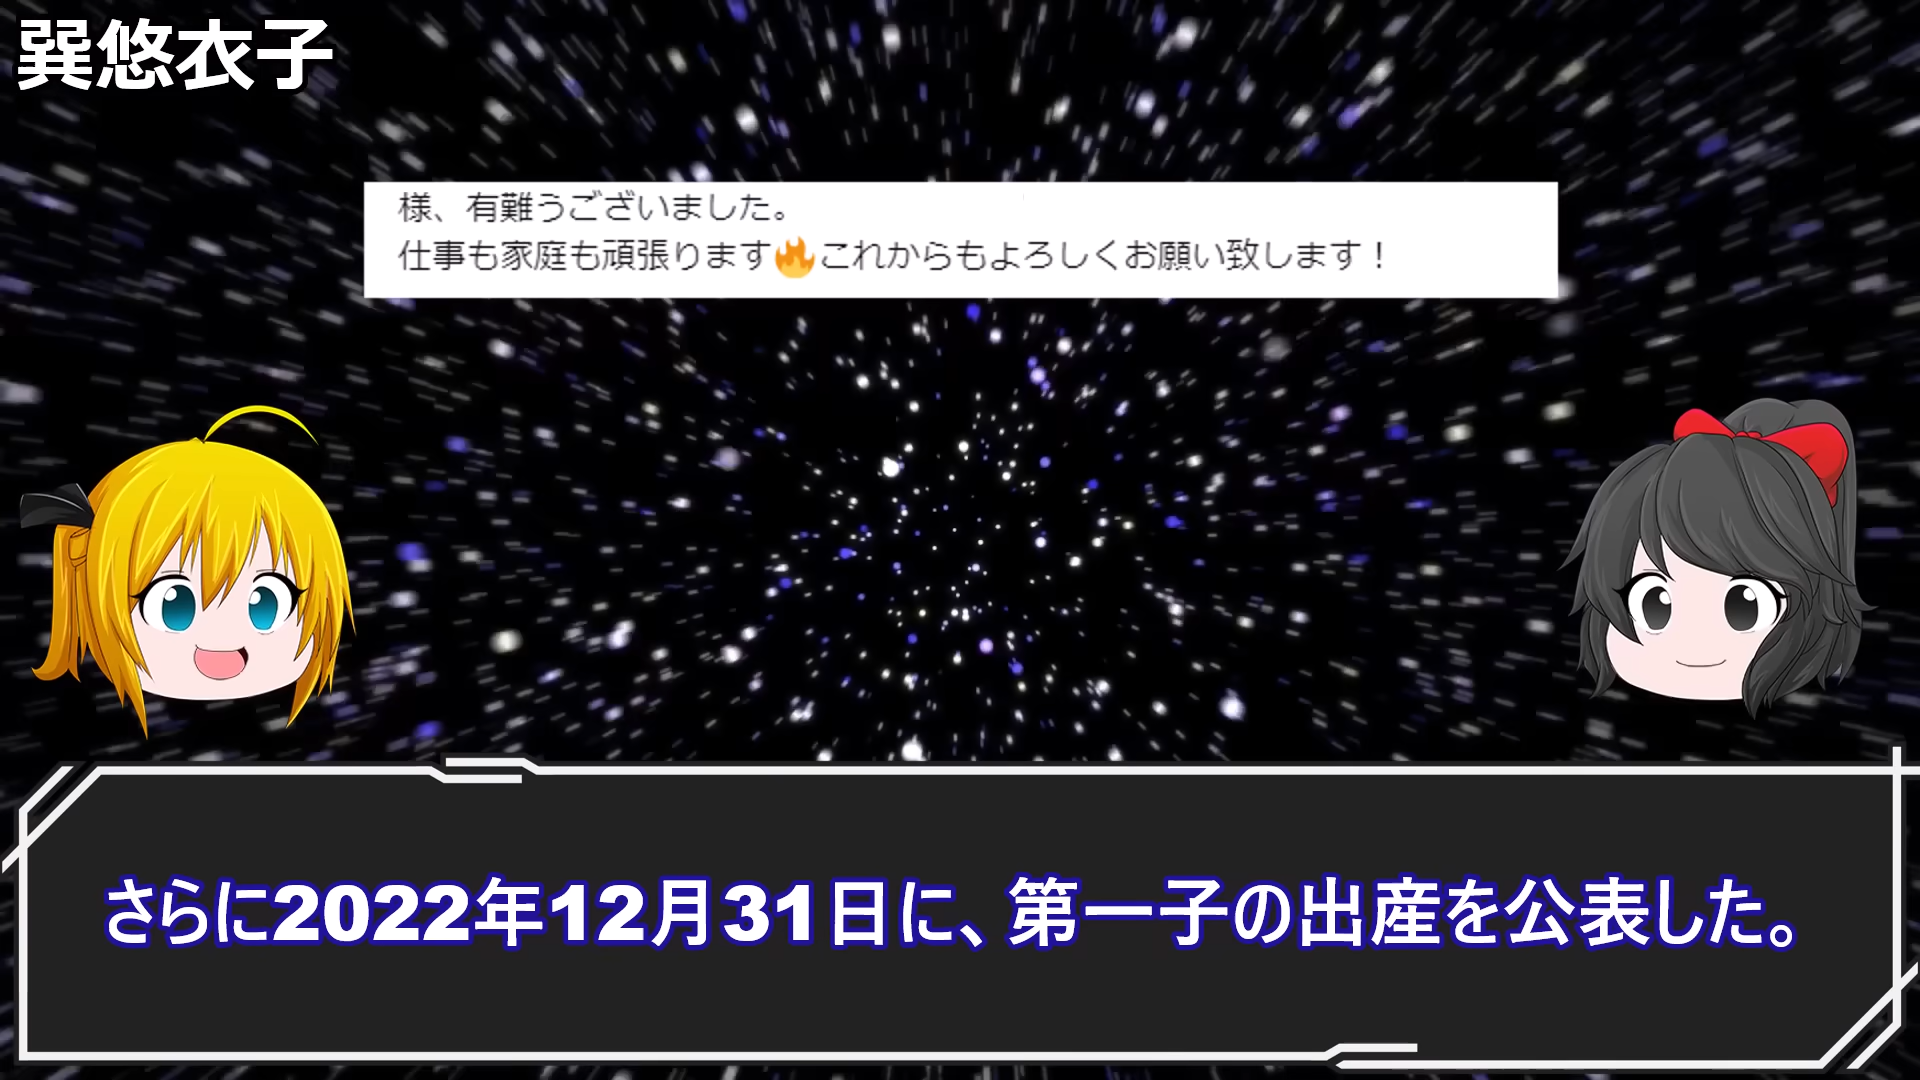 巽悠衣子
様、有難うございました。
仕事も家庭も頑張ります🔥これからもよろしくお願い致します！
さらに2022年12月31日に、第一子の出産を公表した。